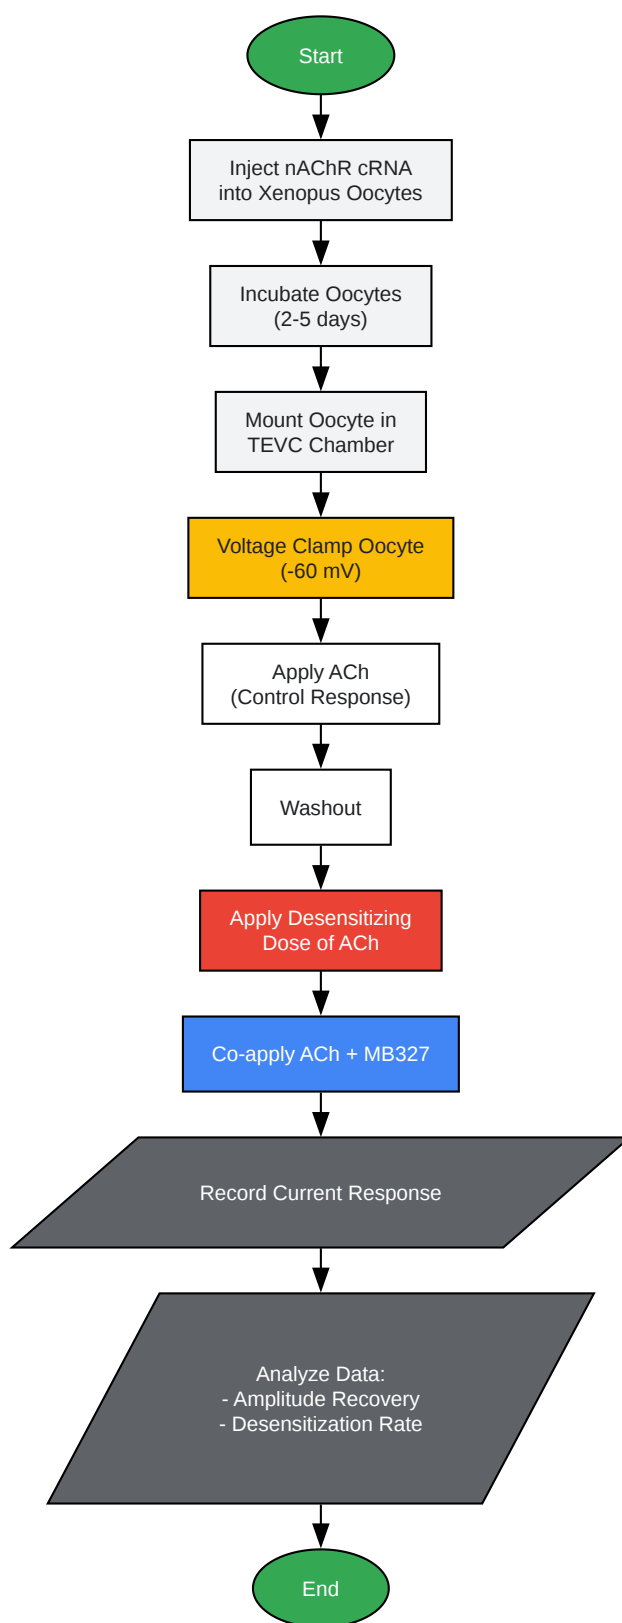 Start
Inject nAChR cRNA
into Xenopus Oocytes
Incubate Oocytes
(2-5 days)
Mount Oocyte in
TEVC Chamber
Voltage Clamp Oocyte
(-60 mV)
Apply ACh
(Control Response)
Washout
Apply Desensitizing
Dose of ACh
Co-apply ACh + MB327
Record Current Response
Analyze Data:
- Amplitude Recovery
- Desensitization Rate
End